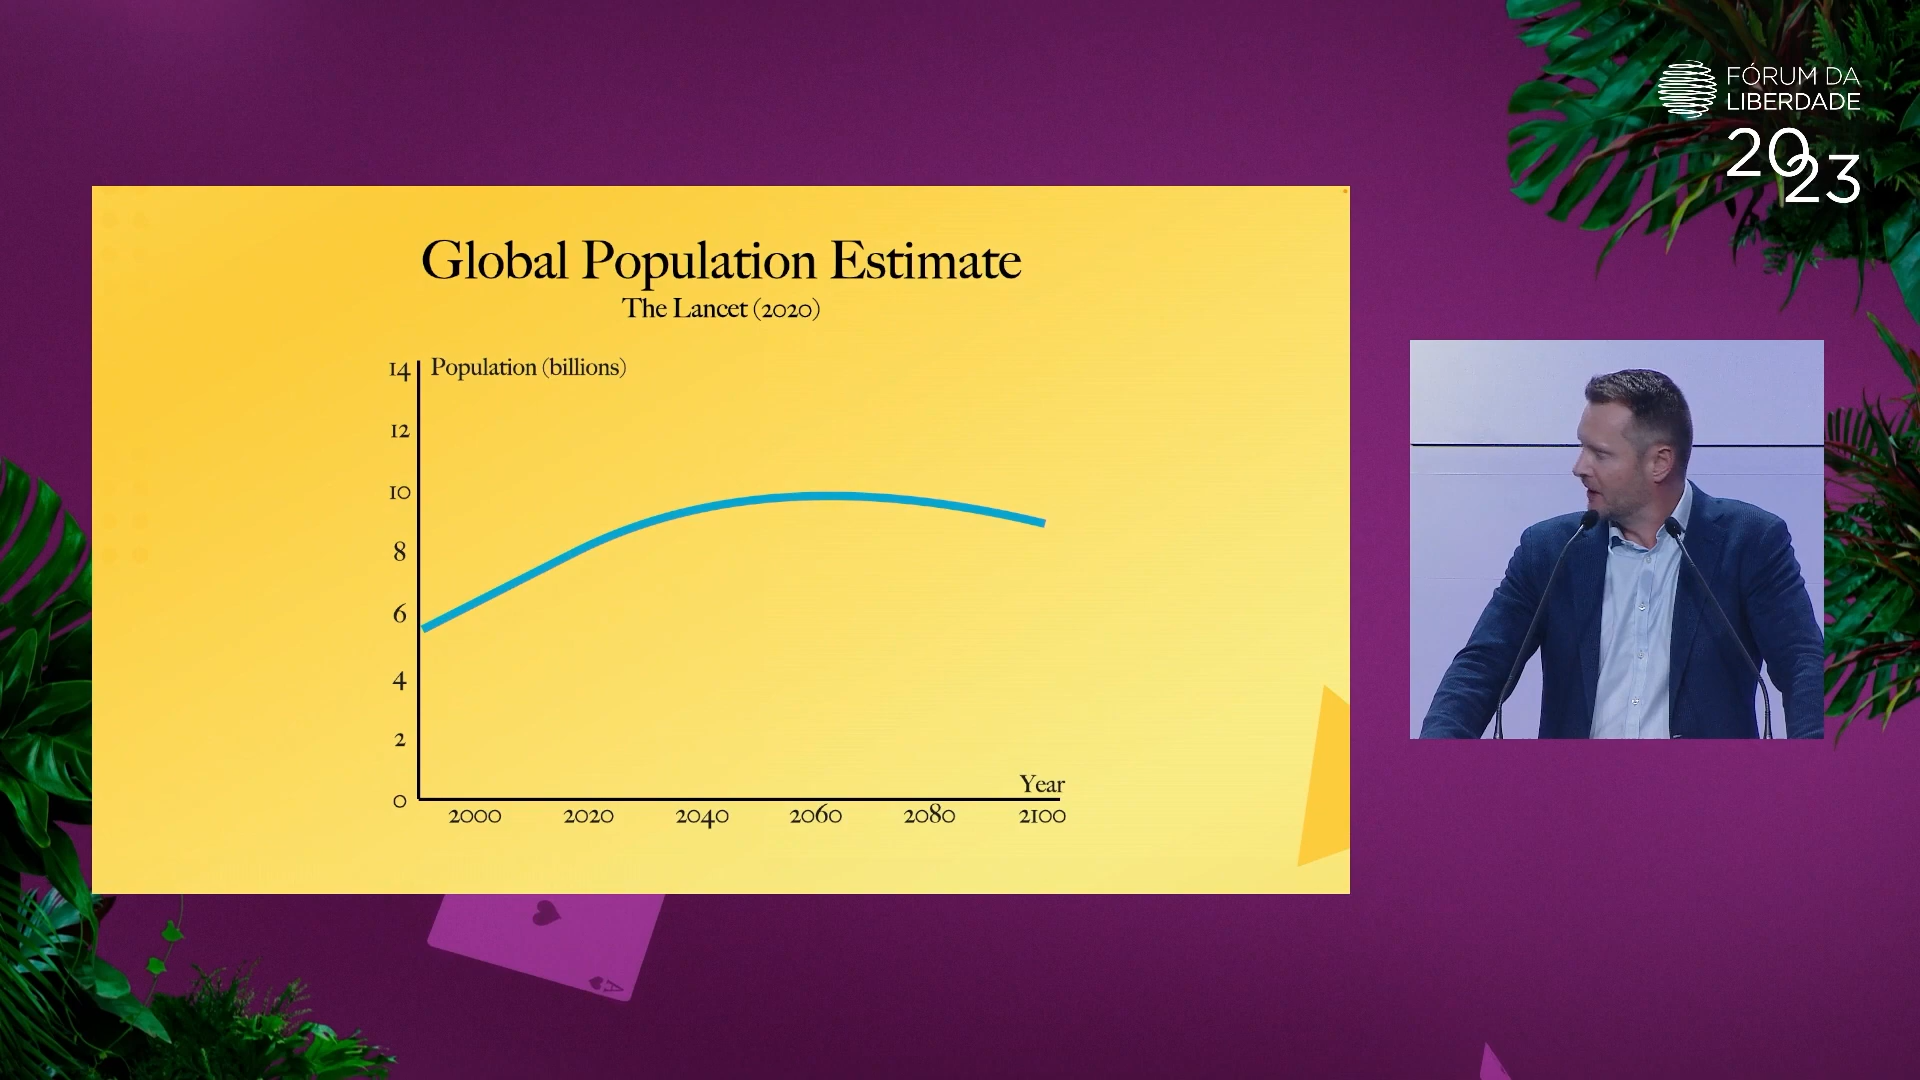 FÓRUM DA
LIBERDADE
2023
Global Population Estimate
The Lancet (2020)
Population (billions)
14
12
10
8
6
4
2
0
Year
2000 2020 2040 2060 2080 2100
A